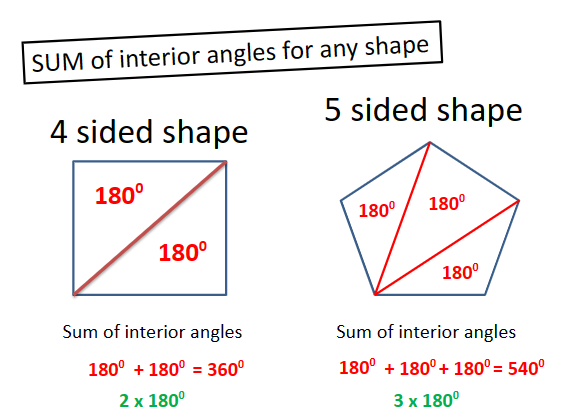 SUM of interior angles for any shape
4 sided shape
180⁰
180⁰
Sum of interior angles
180⁰ + 180⁰ = 360⁰
2 x 180⁰
5 sided shape
180⁰
180⁰
180⁰
Sum of interior angles
180⁰ + 180⁰ + 180⁰ = 540⁰
3 x 180⁰